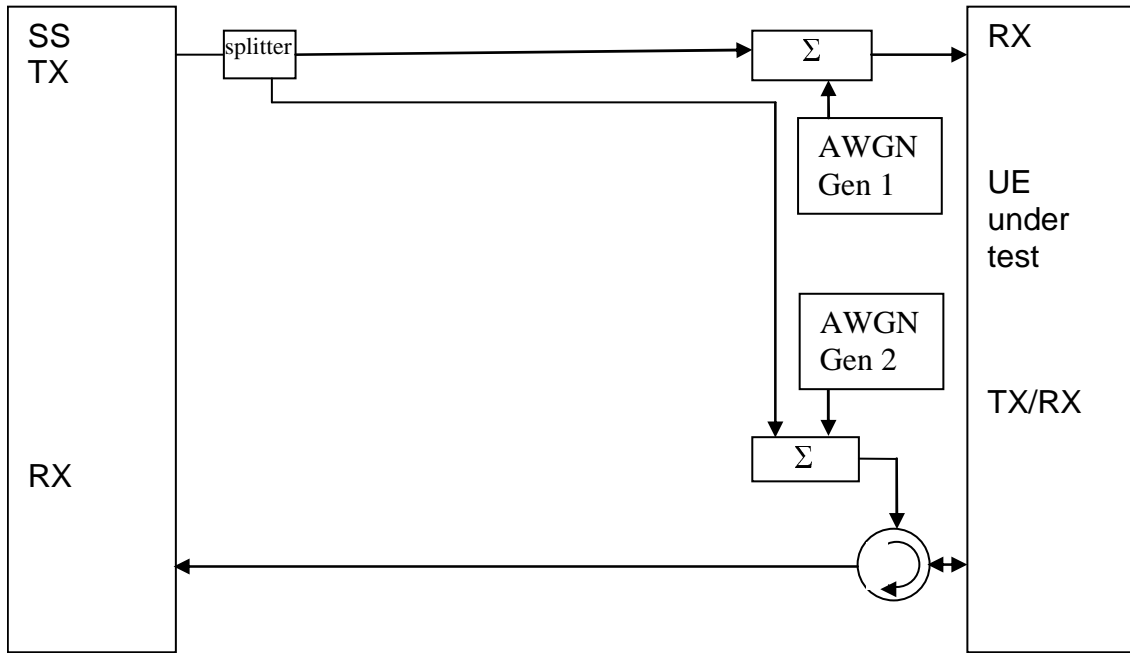 SS
TX
splitter
Σ
RX
AWGN
Gen 1
UE
under
test
AWGN
Gen 2
TX/RX
Σ
RX